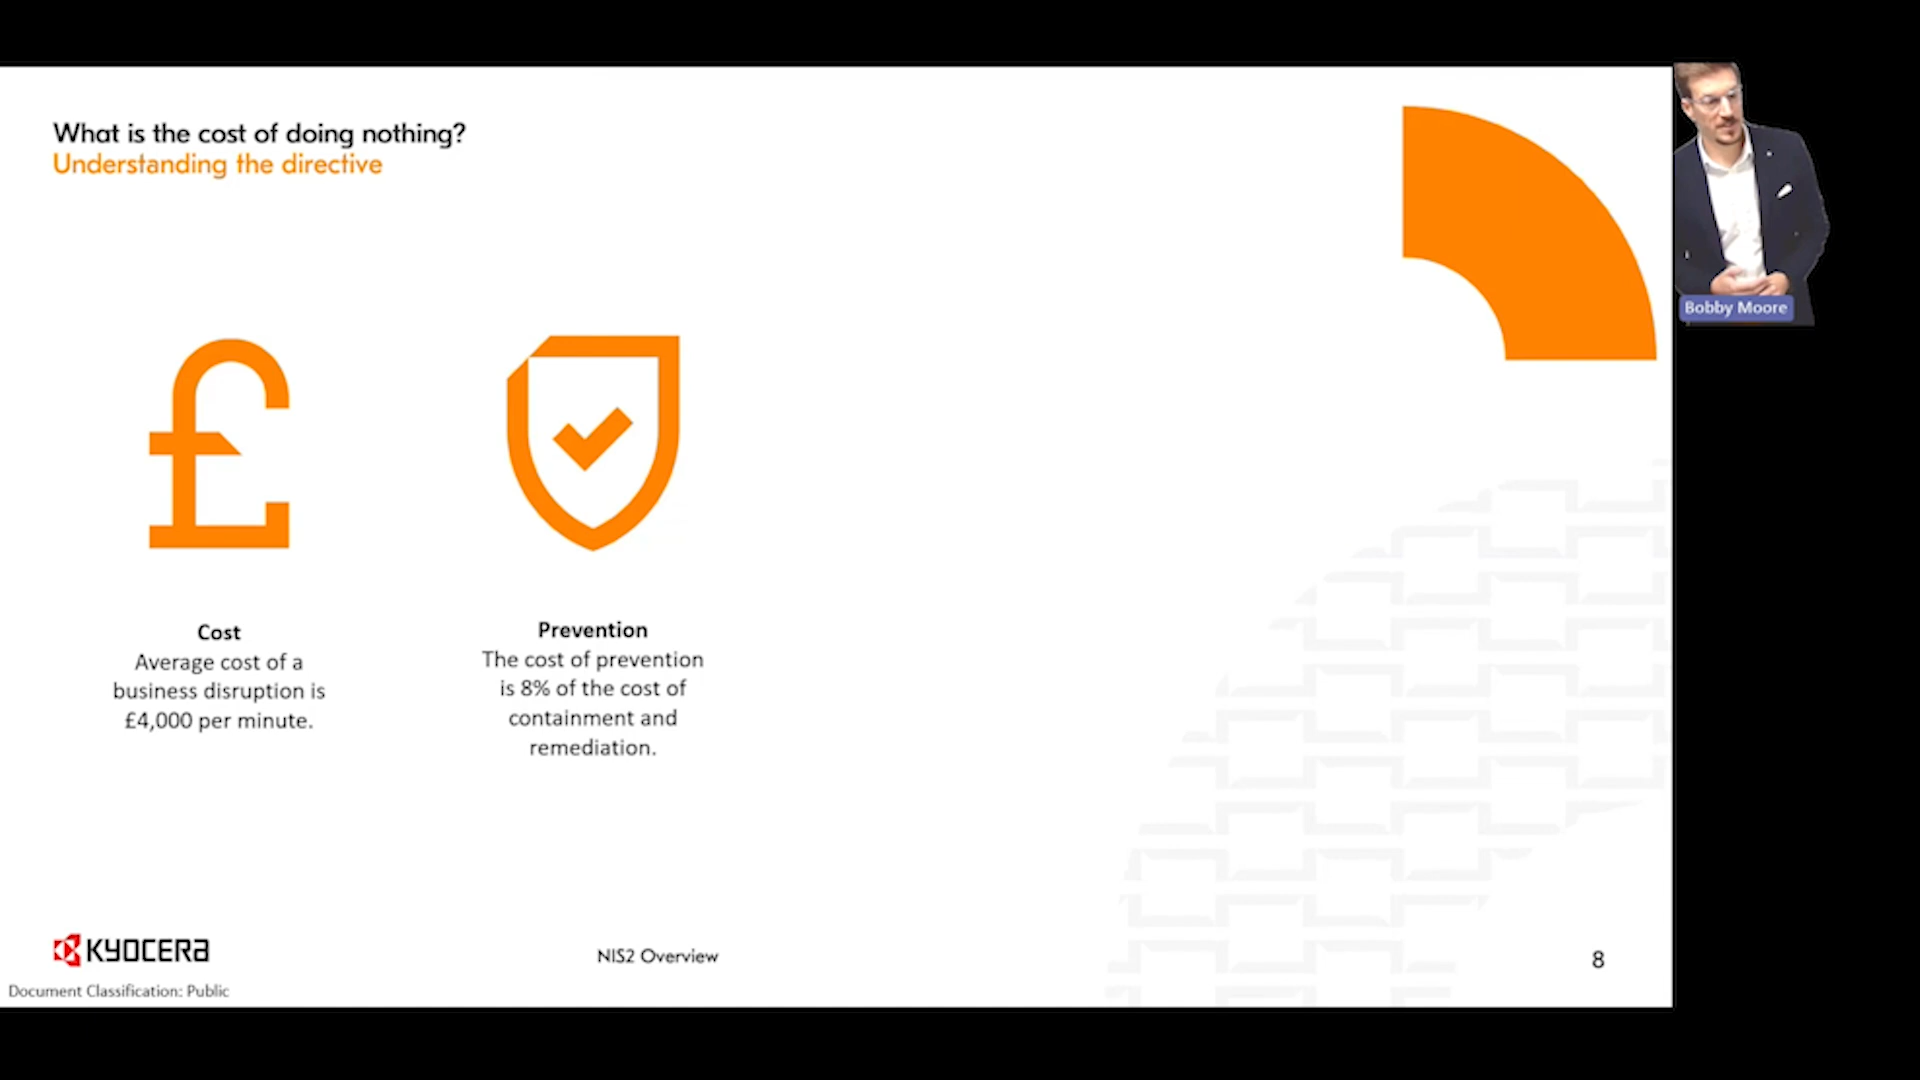 What is the cost of doing nothing?
Understanding the directive
Bobby Moore
Cost
Average cost of a
business disruption is
£4,000 per minute.
Prevention
The cost of prevention
is 8% of the cost of
containment and
remediation.
KYOCERA
NIS2 Overview
8
Document Classification: Public